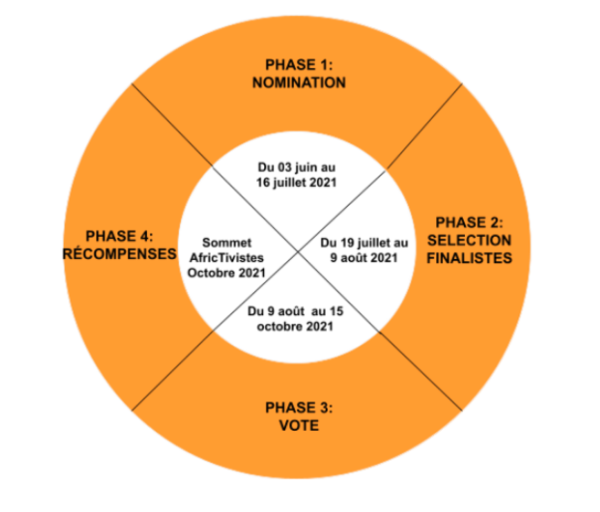 PHASE 1:
NOMINATION
Du 03 juin au
16 juillet 2021
PHASE 2:
SELECTION
FINALISTES
Du 19 juillet au
9 août 2021
PHASE 3:
VOTE
Du 9 août au 15
octobre 2021
PHASE 4:
RÉCOMPENSES
Sommet
AfricTivistes
Octobre 2021